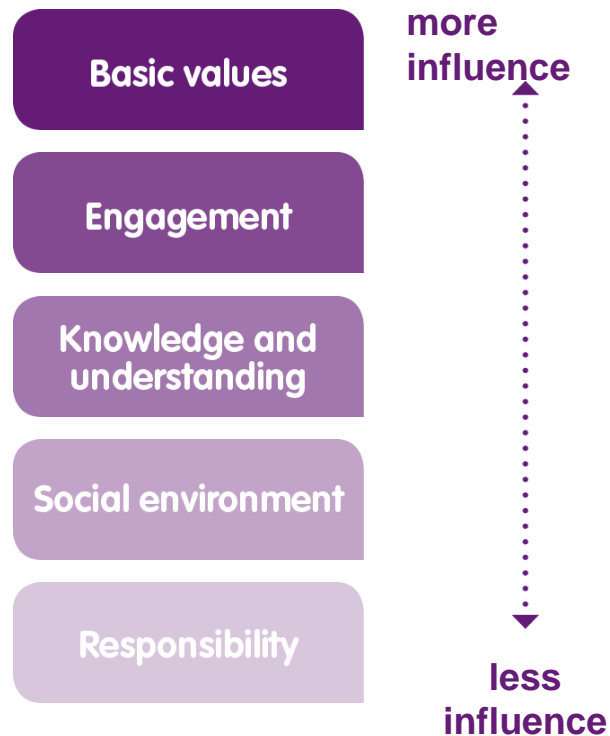 more
influence
Basic values
Engagement
Knowledge and
understanding
Social environment
Responsibility
less
influence